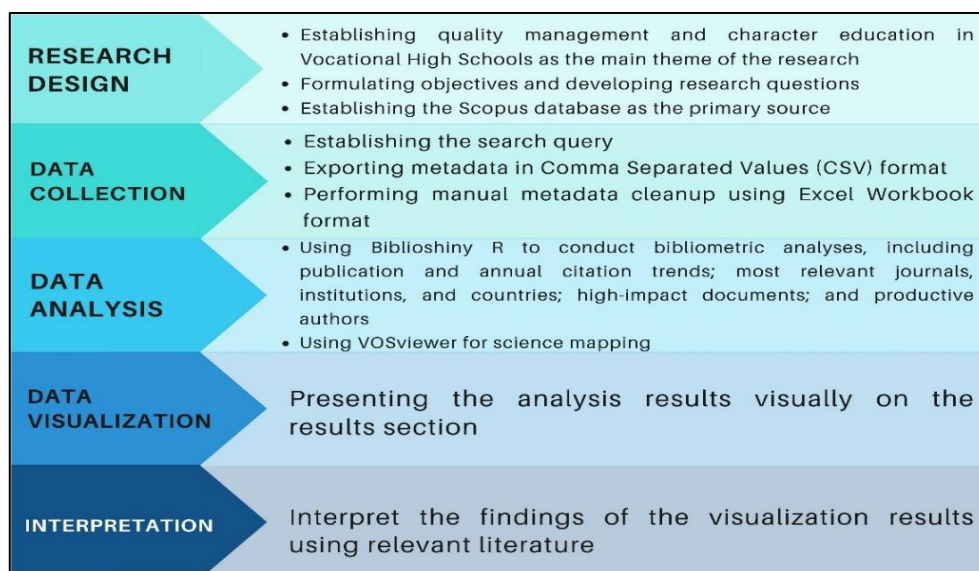 RESEARCH
DESIGN
• Establishing quality management and character education in
Vocational High Schools as the main theme of the research
• Formulating objectives and developing research questions
• Establishing the Scopus database as the primary source
DATA
COLLECTION
• Establishing the search query
• Exporting metadata in Comma Separated Values (CSV) format
• Performing manual metadata cleanup using Excel Workbook
format
DATA
ANALYSIS
• Using Biblioshiny R to conduct bibliometric analyses, including
publication and annual citation trends; most relevant journals,
institutions, and countries; high-impact documents; and productive
authors
• Using VOSviewer for science mapping
DATA
VISUALIZATION
Presenting the analysis results visually on the
results section
INTERPRETATION
Interpret the findings of the visualization results
using relevant literature